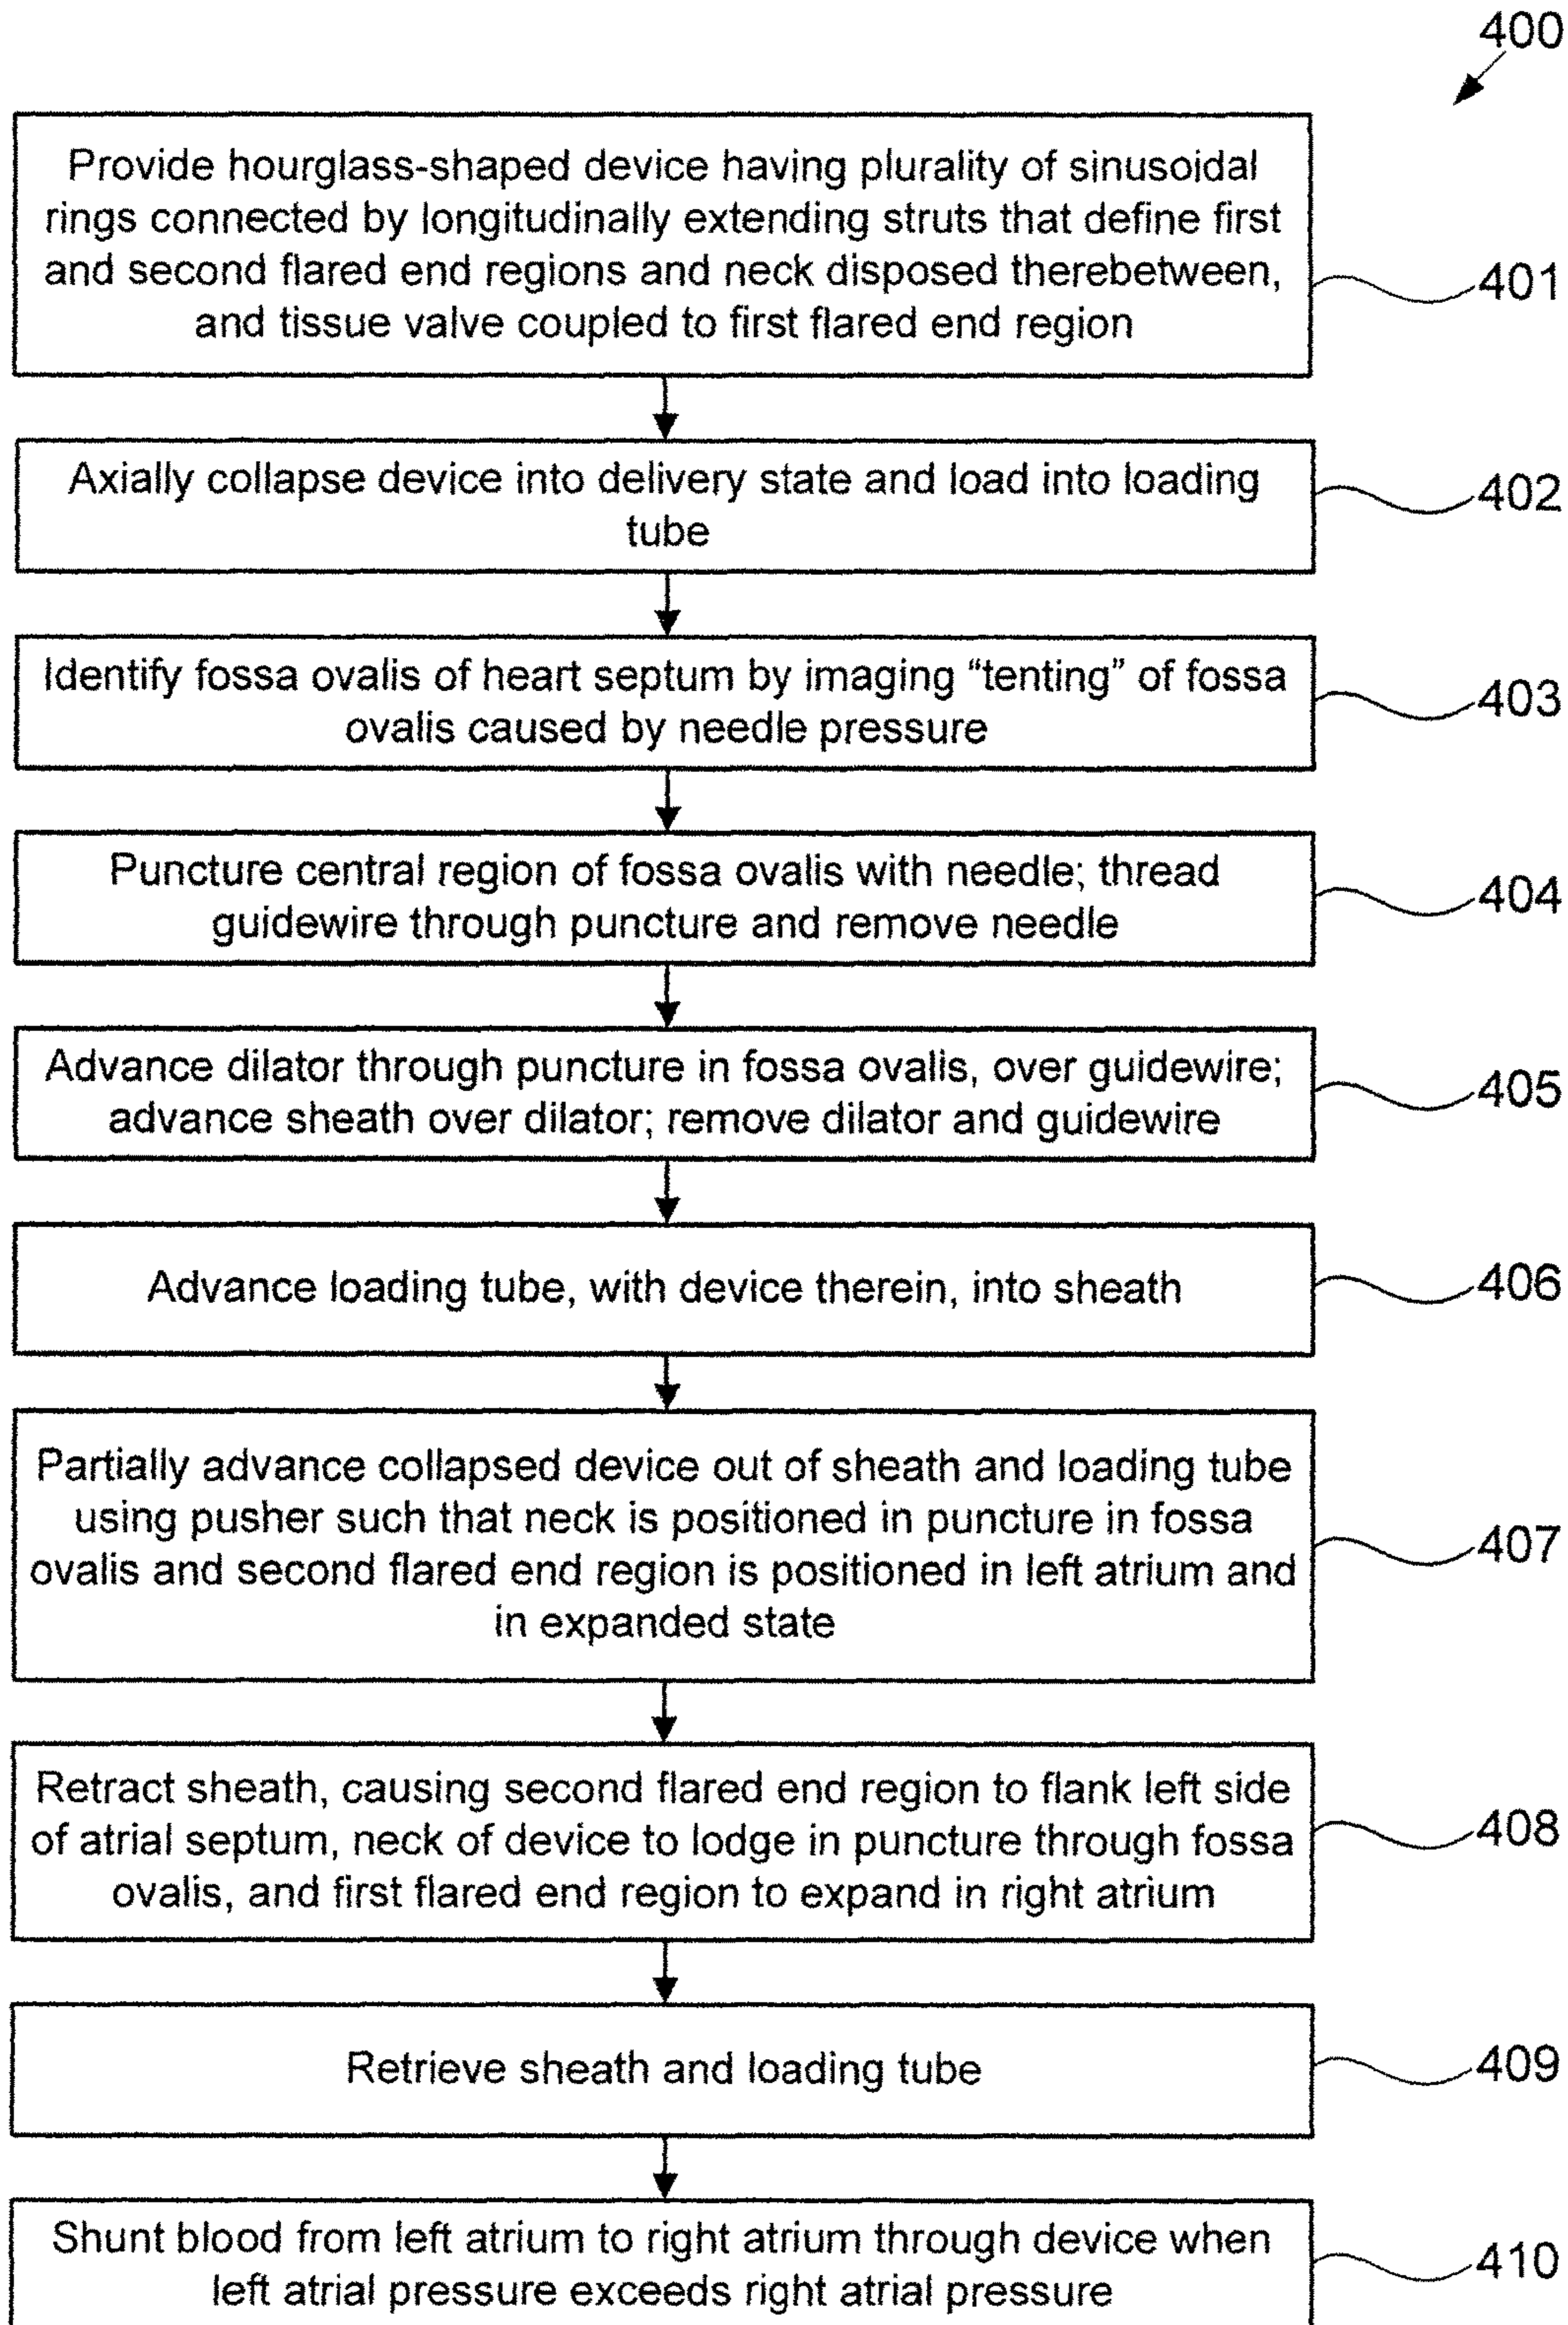 400
Provide hourglass-shaped device having plurality of sinusoidal
rings connected by longitudinally extending struts that define first
and second flared end regions and neck disposed therebetween,
and tissue valve coupled to first flared end region
401
Axially collapse device into delivery state and load into loading
tube
402
Identify fossa ovalis of heart septum by imaging “tenting” of fossa
ovalis caused by needle pressure
403
Puncture central region of fossa ovalis with needle; thread
guidewire through puncture and remove needle
404
Advance dilator through puncture in fossa ovalis, over guidewire;
advance sheath over dilator; remove dilator and guidewire
405
Advance loading tube, with device therein, into sheath
406
Partially advance collapsed device out of sheath and loading tube
using pusher such that neck is positioned in puncture in fossa
ovalis and second flared end region is positioned in left atrium and
in expanded state
407
Retract sheath, causing second flared end region to flank left side
of atrial septum, neck of device to lodge in puncture through fossa
ovalis, and first flared end region to expand in right atrium
408
Retrieve sheath and loading tube
409
Shunt blood from left atrium to right atrium through device when
left atrial pressure exceeds right atrial pressure
410